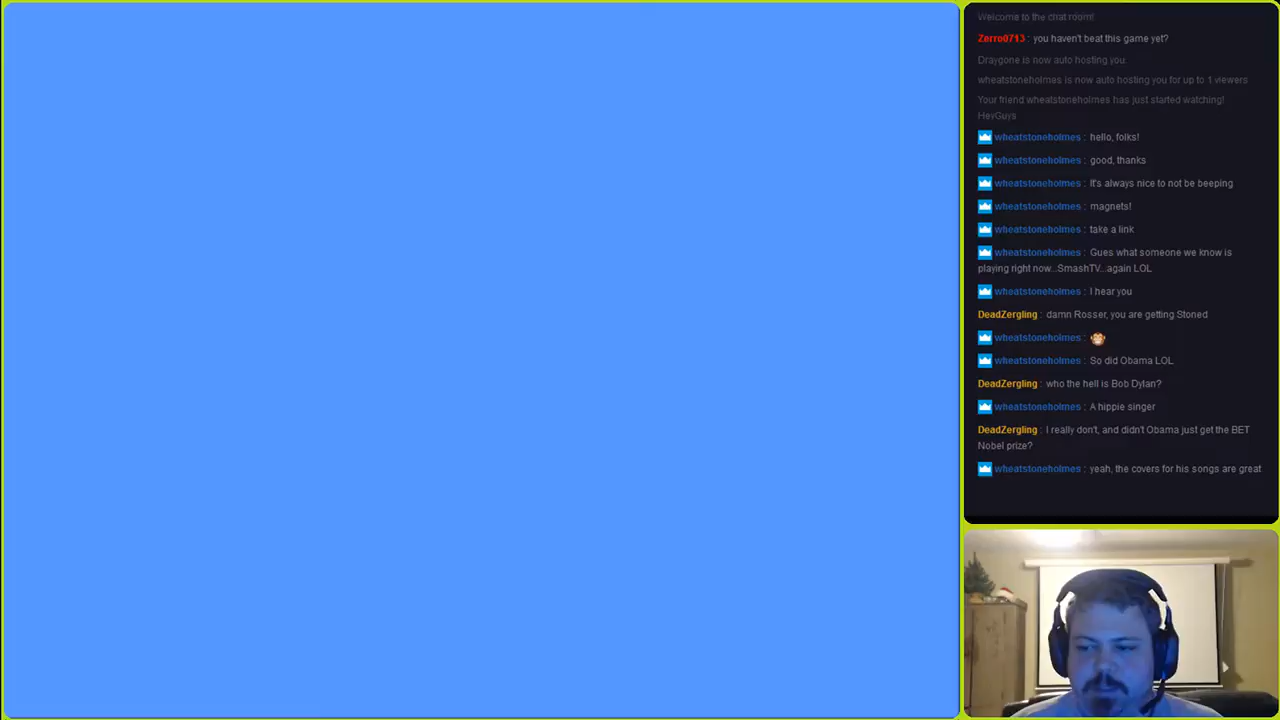 Welcome to the chat room!
Zerro0713 : you haven't beat this game yet?
Draygone is now auto hosting you.
wheatstoneholmes is now auto hosting you for up to 1 viewers
Your friend wheatstoneholmes has just started watching!
HeyGuys
wheatstoneholmes : hello, folks!
wheatstoneholmes : good, thanks
wheatstoneholmes : It's always nice to not be beeping
wheatstoneholmes : magnets!
wheatstoneholmes : take a link
wheatstoneholmes : Gues what someone we know is
playing right now...SmashTV...again LOL
wheatstoneholmes : I hear you
DeadZergling : damn Rosser, you are getting Stoned
wheatstoneholmes :
wheatstoneholmes : So did Obama LOL
DeadZergling : who the hell is Bob Dylan?
wheatstoneholmes : A hippie singer
DeadZergling : I really don't, and didn't Obama just get the BET
Nobel prize?
wheatstoneholmes : yeah, the covers for his songs are great